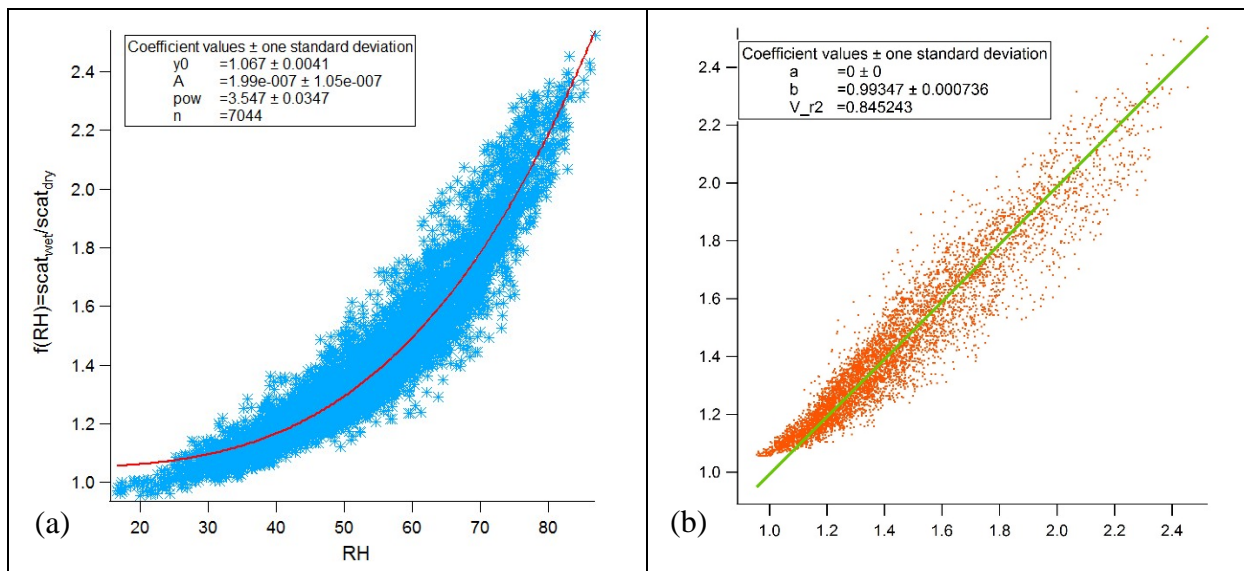 Coefficient values ± one standard deviation
y0 =1.067 ± 0.0041
A =1.99e-007 ± 1.05e-007
pow =3.547 ± 0.0347
n =7044
2.4
2.2
2.0
1.8
1.6
1.4
1.2
1.0
f(RH)=scat_wet/scat_dry
20 30 40 50 60 70 80
RH
(a)
Coefficient values ± one standard deviation
a =0 ± 0
b =0.99347 ± 0.000736
V_r2 =0.845243
2.4
2.2
2.0
1.8
1.6
1.4
1.2
1.0
1.0 1.2 1.4 1.6 1.8 2.0 2.2 2.4
(b)